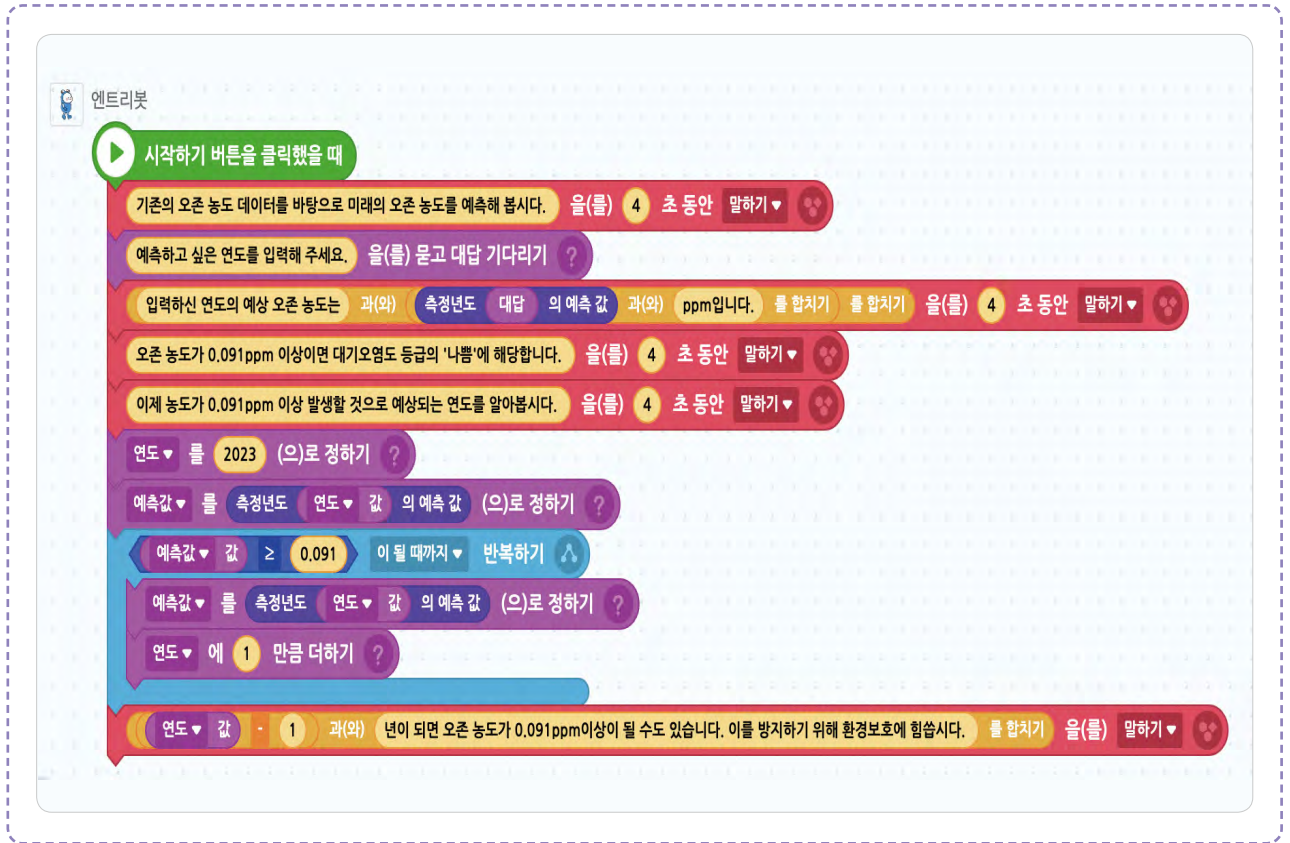 엔트리봇
시작하기 버튼을 클릭했을 때
기존의 오존 농도 데이터를 바탕으로 미래의 오존 농도를 예측해 봅시다. 을(를) 4 초 동안 말하기▼
예측하고 싶은 연도를 입력해 주세요. 을(를) 묻고 대답 기다리기 ?
입력하신 연도의 예상 오존 농도는 과(와) 측정년도 대답 의 예측 값 과(와) ppm입니다. 를 합치기 를 합치기 을(를) 4 초 동안 말하기▼
오존 농도가 0.091ppm 이상이면 대기오염도 등급의 '나쁨'에 해당합니다. 을(를) 4 초 동안 말하기▼
이제 농도가 0.091ppm 이상 발생할 것으로 예상되는 연도를 알아봅시다. 을(를) 4 초 동안 말하기▼
연도▼ 를 2023 (으)로 정하기 ?
예측값▼ 를 측정년도 연도▼ 값 의 예측 값 (으)로 정하기 ?
예측값▼ 값 ≥ 0.091 이 될 때까지▼ 반복하기
예측값▼ 를 측정년도 연도▼ 값 의 예측 값 (으)로 정하기 ?
연도▼ 에 1 만큼 더하기 ?
연도▼ 값 - 1 과(와) 년이 되면 오존 농도가 0.091ppm이상이 될 수도 있습니다. 이를 방지하기 위해 환경보호에 힘씁시다. 를 합치기 을(를) 말하기▼